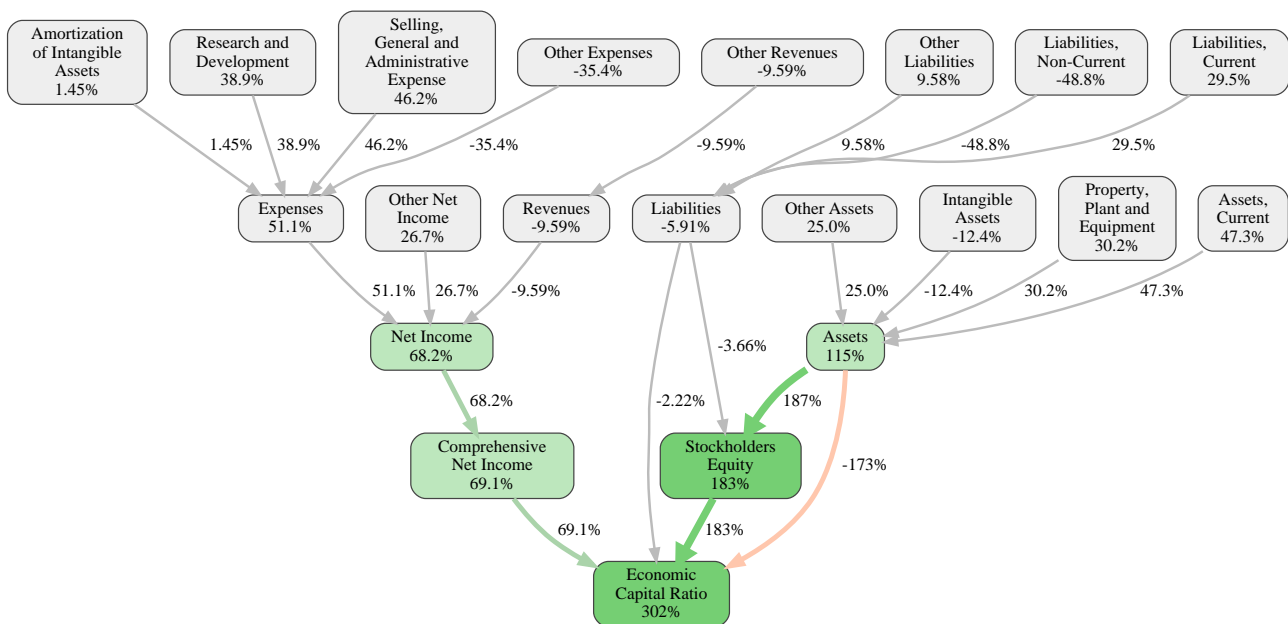 Amortization
of Intangible
Assets
1.45%
Research and
Development
38.9%
Selling,
General and
Administrative
Expense
46.2%
Other Expenses
-35.4%
Other Revenues
-9.59%
Other
Liabilities
9.58%
Liabilities,
Non-Current
-48.8%
Liabilities,
Current
29.5%
1.45%
38.9%
46.2%
-35.4%
-9.59%
9.58%
-48.8%
29.5%
Expenses
51.1%
Other Net
Income
26.7%
Revenues
-9.59%
Liabilities
-5.91%
Other Assets
25.0%
Intangible
Assets
-12.4%
Property,
Plant and
Equipment
30.2%
Assets,
Current
47.3%
51.1%
26.7%
-9.59%
25.0%
-12.4%
30.2%
47.3%
Net Income
68.2%
Assets
115%
-3.66%
68.2%
-2.22%
187%
-173%
Comprehensive
Net Income
69.1%
Stockholders
Equity
183%
69.1%
183%
Economic
Capital Ratio
302%